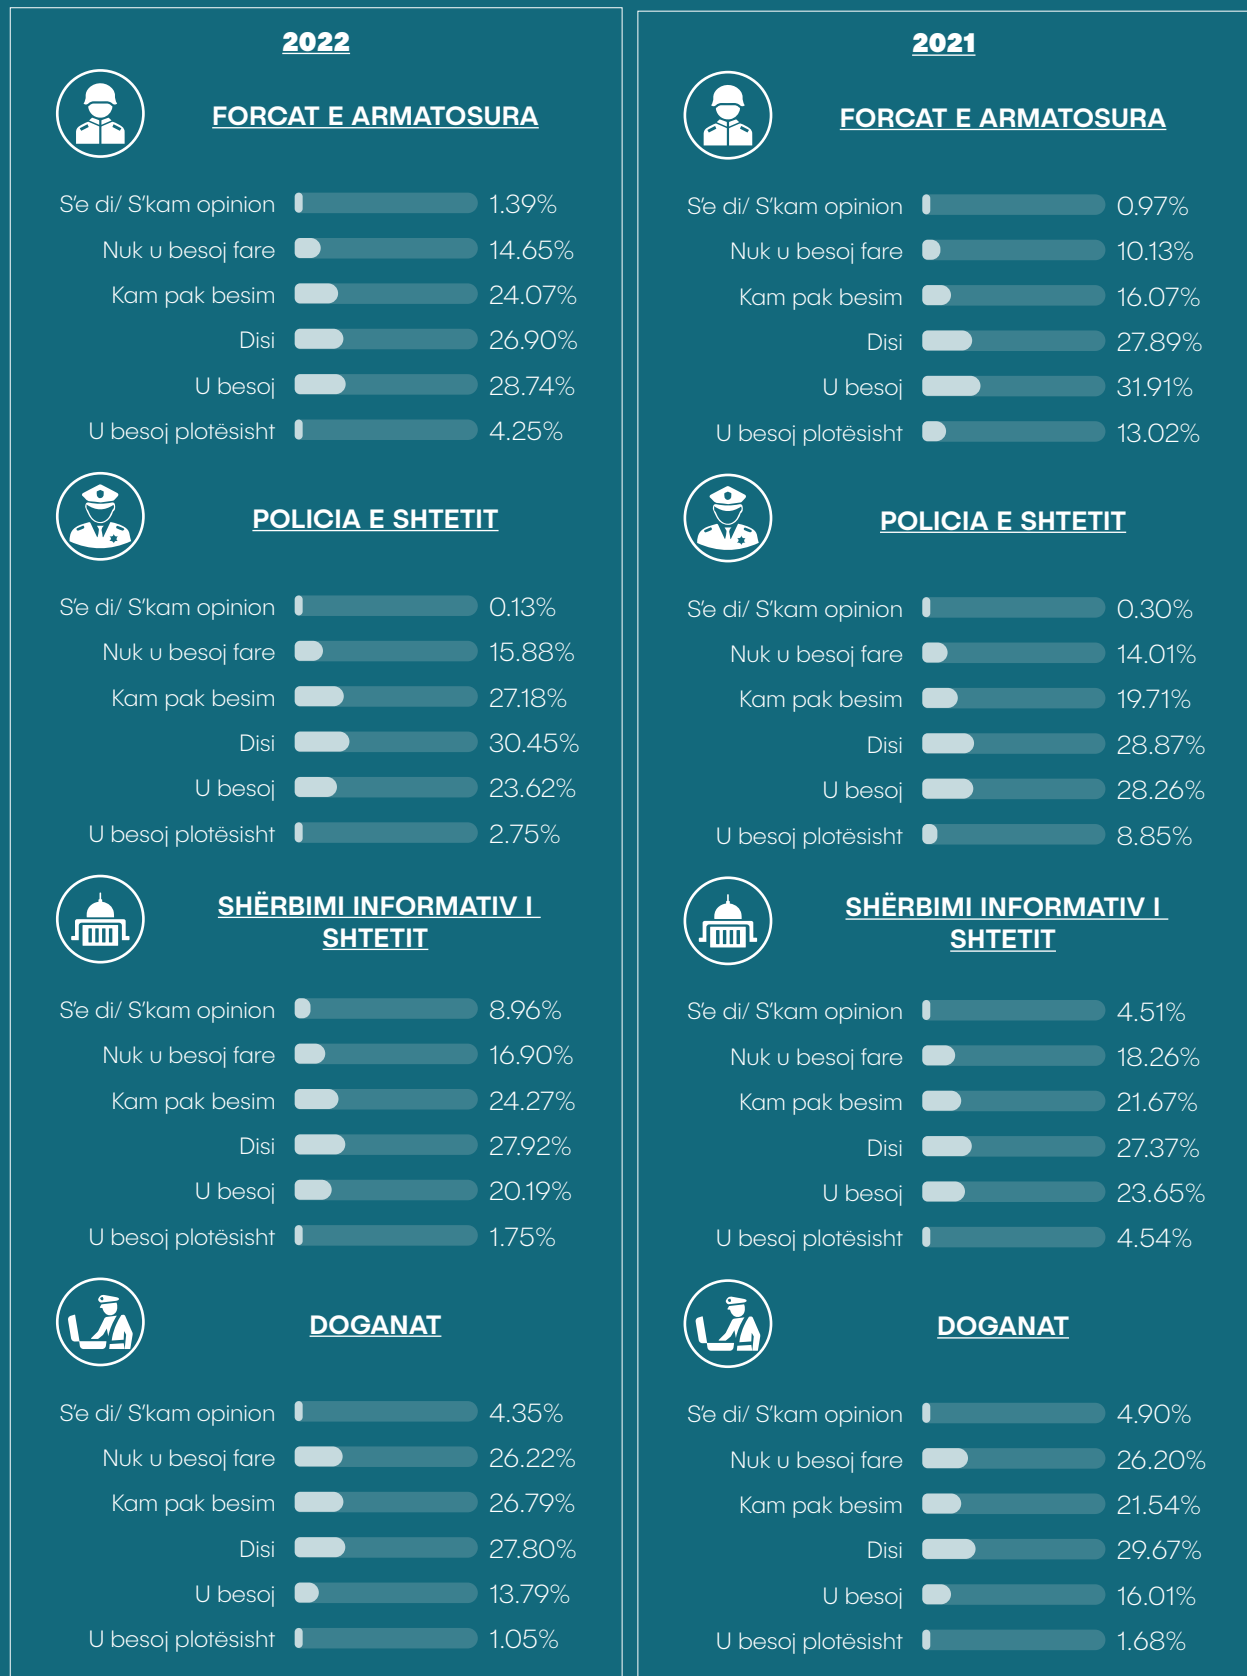 2022
FORCAT E ARMATOSURA
S'e di/ S'kam opinion 1.39%
Nuk u besoj fare 14.65%
Kam pak besim 24.07%
Disi 26.90%
U besoj 28.74%
U besoj plotësisht 4.25%
POLICIA E SHTETIT
S'e di/ S'kam opinion 0.13%
Nuk u besoj fare 15.88%
Kam pak besim 27.18%
Disi 30.45%
U besoj 23.62%
U besoj plotësisht 2.75%
SHËRBIMI INFORMATIV I
SHTETIT
S'e di/ S'kam opinion 8.96%
Nuk u besoj fare 16.90%
Kam pak besim 24.27%
Disi 27.92%
U besoj 20.19%
U besoj plotësisht 1.75%
DOGANAT
S'e di/ S'kam opinion 4.35%
Nuk u besoj fare 26.22%
Kam pak besim 26.79%
Disi 27.80%
U besoj 13.79%
U besoj plotësisht 1.05%
2021
FORCAT E ARMATOSURA
S'e di/ S'kam opinion 0.97%
Nuk u besoj fare 10.13%
Kam pak besim 16.07%
Disi 27.89%
U besoj 31.91%
U besoj plotësisht 13.02%
POLICIA E SHTETIT
S'e di/ S'kam opinion 0.30%
Nuk u besoj fare 14.01%
Kam pak besim 19.71%
Disi 28.87%
U besoj 28.26%
U besoj plotësisht 8.85%
SHËRBIMI INFORMATIV I
SHTETIT
S'e di/ S'kam opinion 4.51%
Nuk u besoj fare 18.26%
Kam pak besim 21.67%
Disi 27.37%
U besoj 23.65%
U besoj plotësisht 4.54%
DOGANAT
S'e di/ S'kam opinion 4.90%
Nuk u besoj fare 26.20%
Kam pak besim 21.54%
Disi 29.67%
U besoj 16.01%
U besoj plotësisht 1.68%